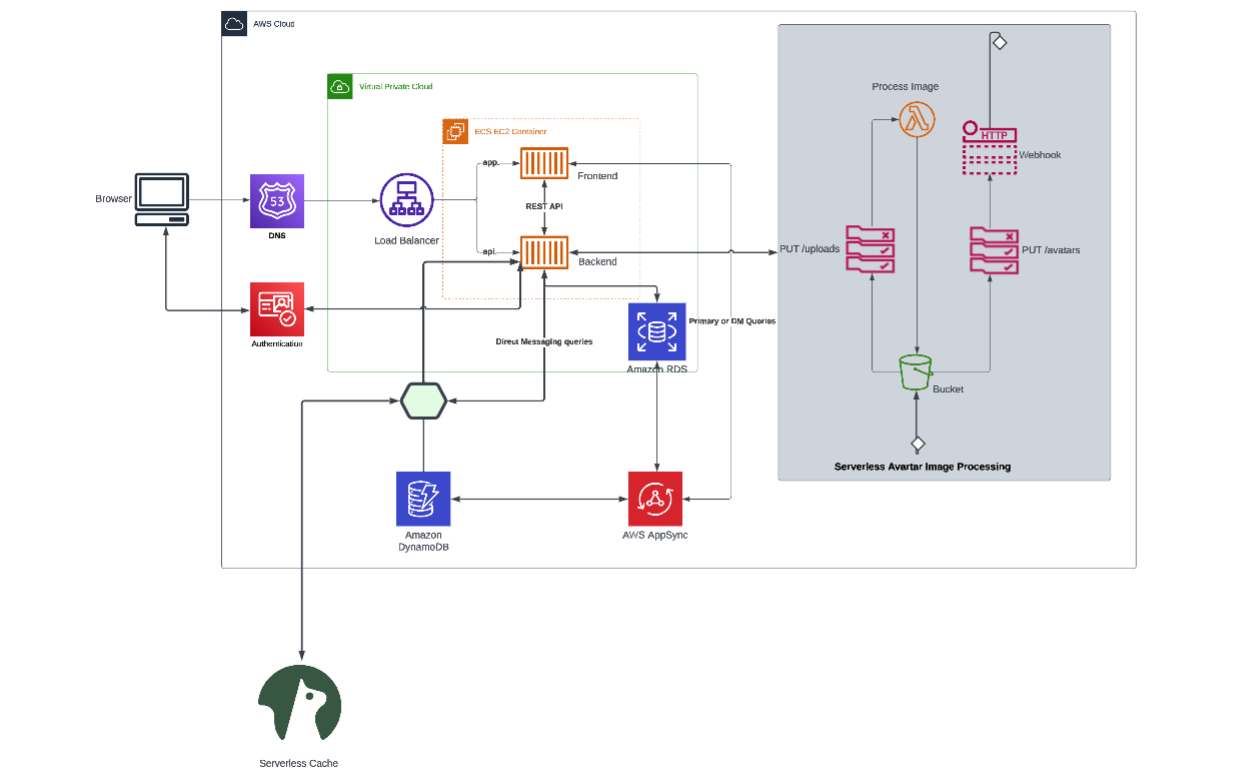 AWS Cloud
Virtual Private Cloud
ECS EC2 Container
Process Image
HTTP
Webhook
app.
Frontend
Browser
53
REST API
DNS
Load Balancer
api.
Backend
PUT /uploads
PUT /avatars
Authentication
Direct Messaging queries
Primary or DM Queries
Amazon RDS
Bucket
Serverless Avartar Image Processing
Amazon
DynamoDB
AWS AppSync
Serverless Cache